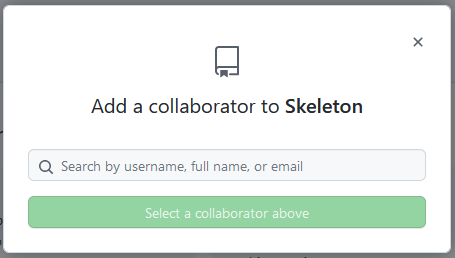 Add a collaborator to Skeleton
Search by username, full name, or email
Select a collaborator above